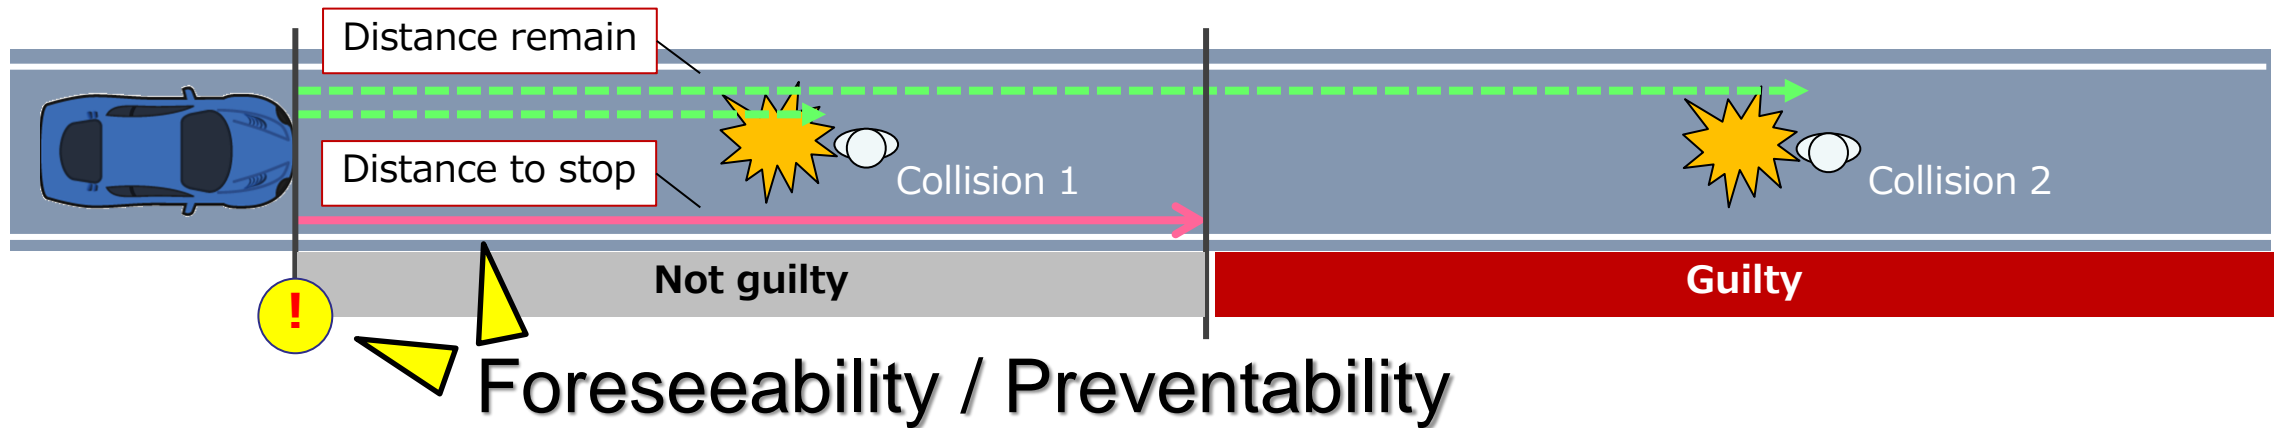 Distance remain
Distance to stop
Collision 1
Collision 2
Not guilty
Guilty
!
Foreseeability / Preventability